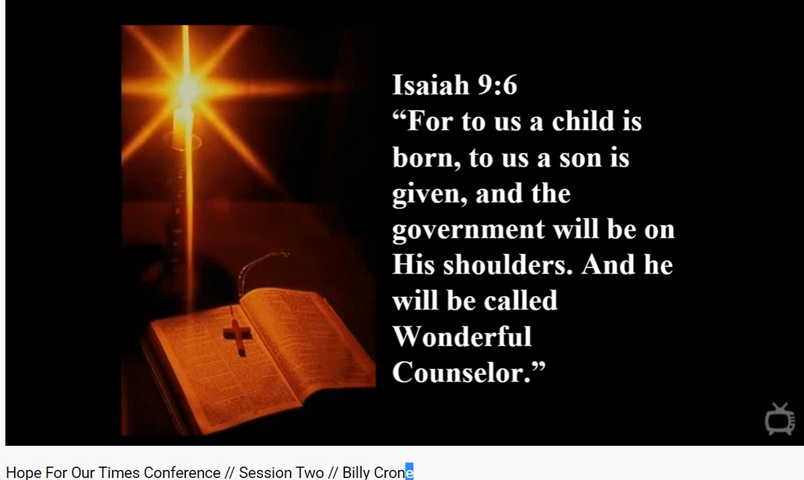 Isaiah 9:6
“For to us a child is
born, to us a son is
given, and the
government will be on
His shoulders. And he
will be called
Wonderful
Counselor.”
Hope For Our Times Conference // Session Two // Billy Crone